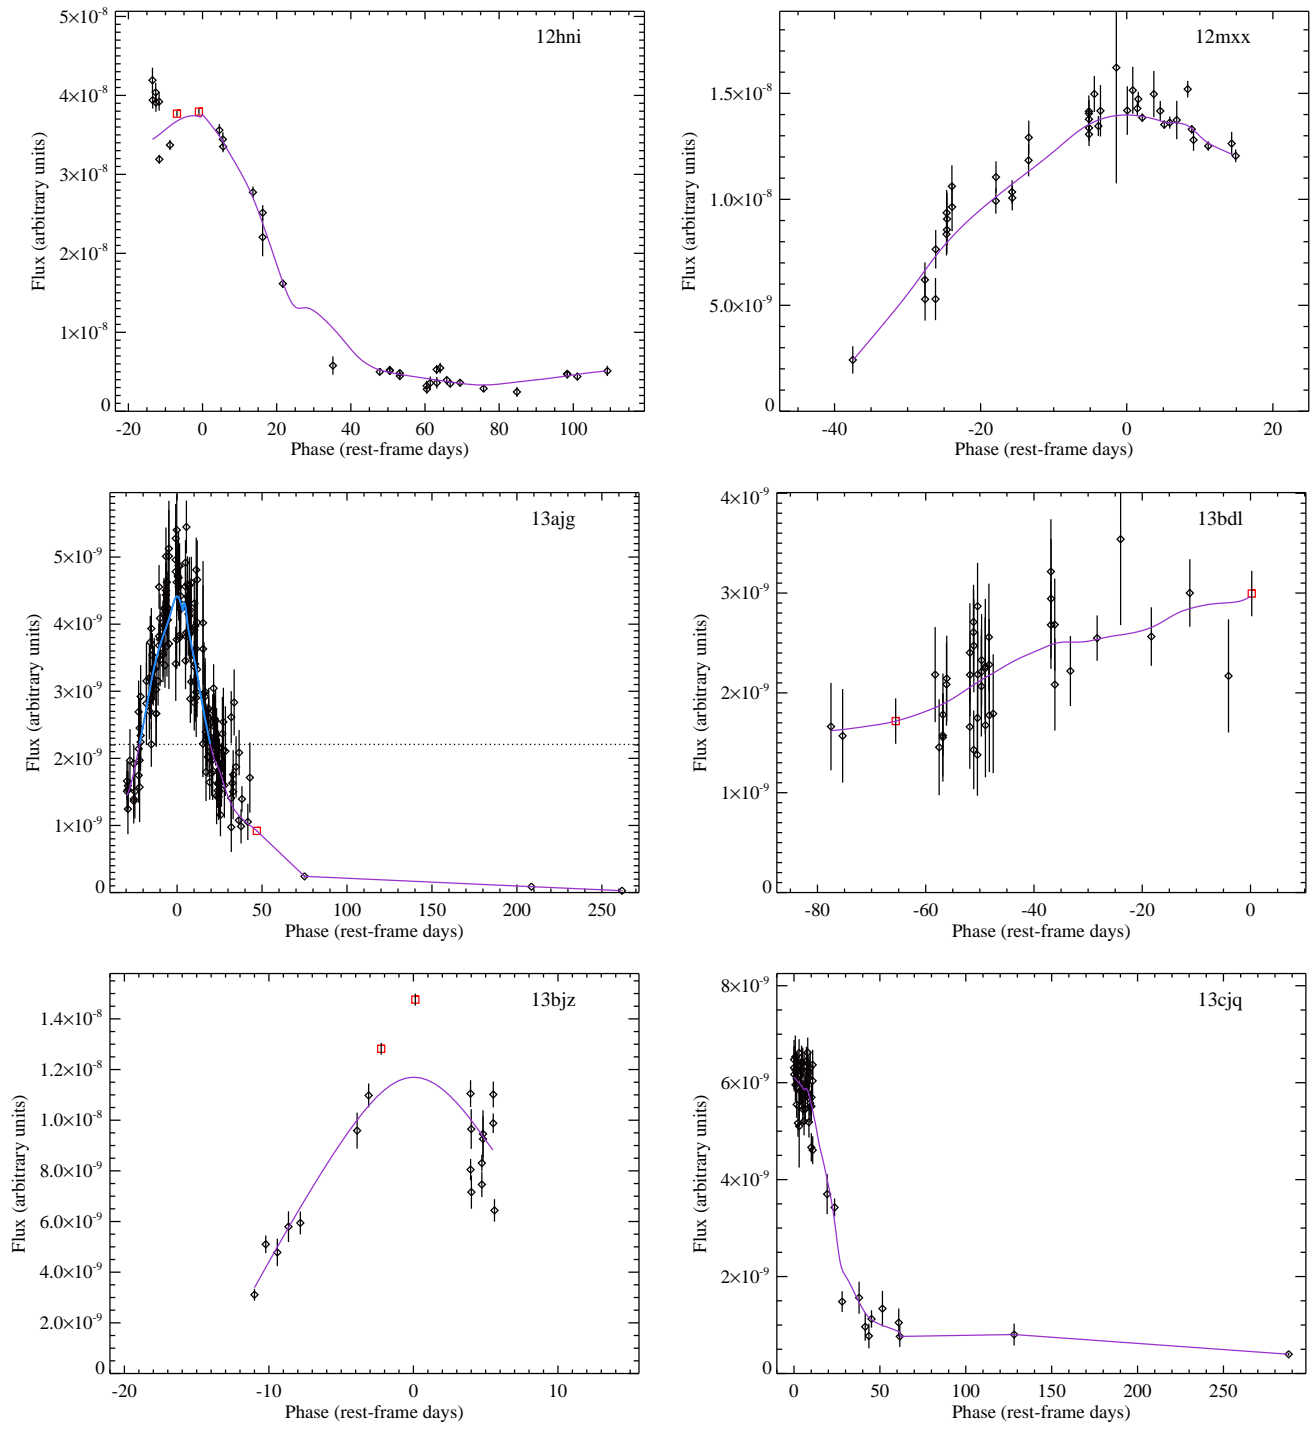 12hni
5×10⁻⁸
4×10⁻⁸
3×10⁻⁸
2×10⁻⁸
1×10⁻⁸
0
Flux (arbitrary units)
-20 0 20 40 60 80 100
Phase (rest-frame days)
12mxx
1.5×10⁻⁸
1.0×10⁻⁸
5.0×10⁻⁹
0
Flux (arbitrary units)
-40 -20 0 20
Phase (rest-frame days)
13ajg
5×10⁻⁹
4×10⁻⁹
3×10⁻⁹
2×10⁻⁹
1×10⁻⁹
0
Flux (arbitrary units)
0 50 100 150 200 250
Phase (rest-frame days)
13bdl
4×10⁻⁹
3×10⁻⁹
2×10⁻⁹
1×10⁻⁹
0
Flux (arbitrary units)
-80 -60 -40 -20 0
Phase (rest-frame days)
13bjz
1.4×10⁻⁸
1.2×10⁻⁸
1.0×10⁻⁸
8.0×10⁻⁹
6.0×10⁻⁹
4.0×10⁻⁹
2.0×10⁻⁹
0
Flux (arbitrary units)
-20 -10 0 10
Phase (rest-frame days)
13cjq
8×10⁻⁹
6×10⁻⁹
4×10⁻⁹
2×10⁻⁹
0
Flux (arbitrary units)
0 50 100 150 200 250
Phase (rest-frame days)